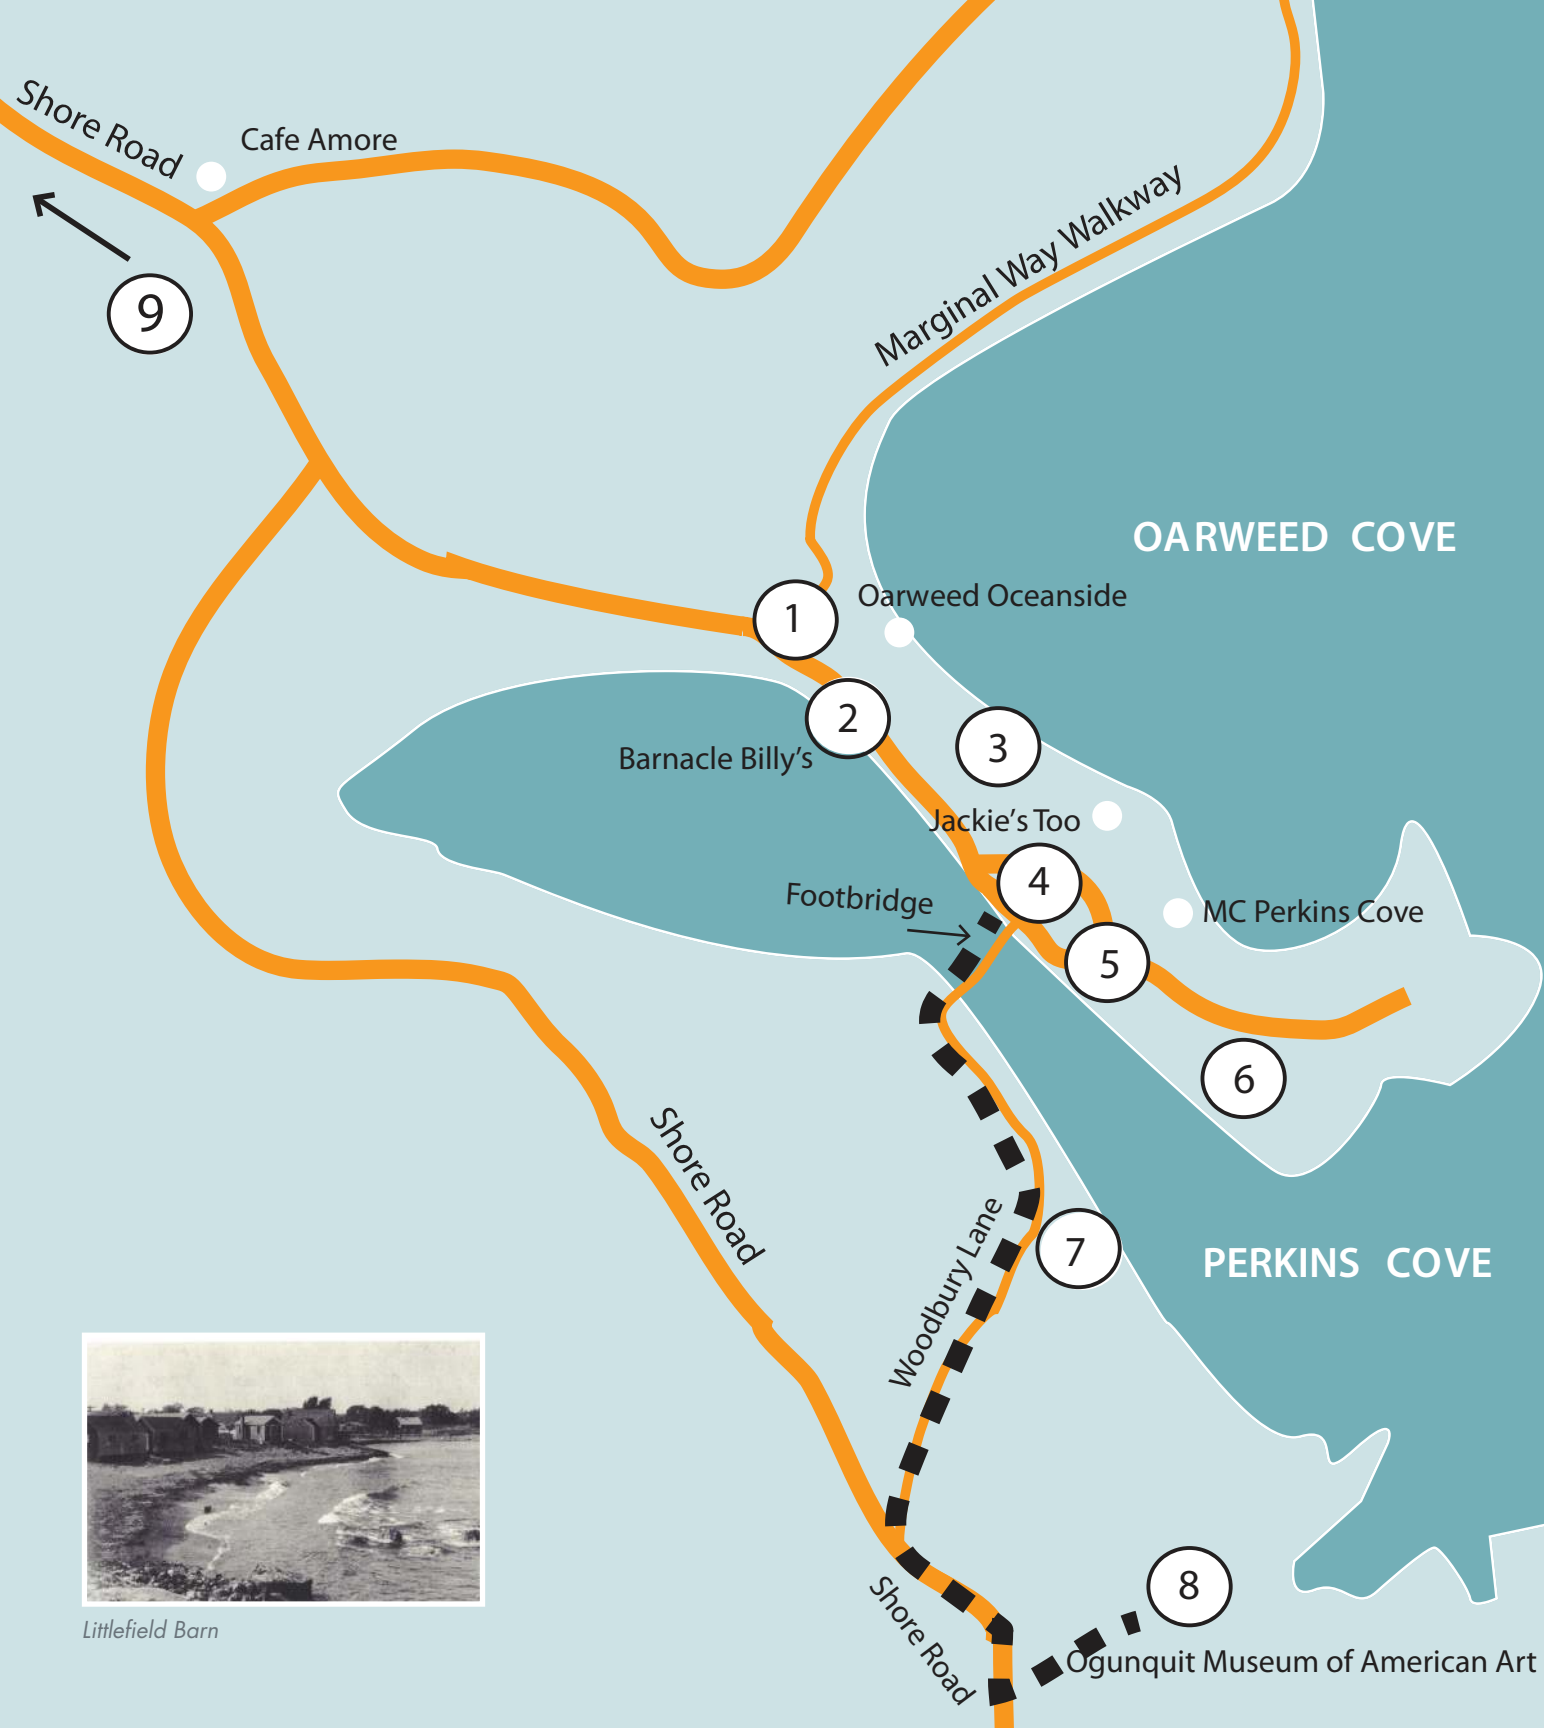 Shore Road
Cafe Amore
9
Marginal Way Walkway
OARWEED COVE
Oarweed Oceanside
1
2
Barnacle Billy's
3
Jackie's Too
4
Footbridge
MC Perkins Cove
5
6
Shore Road
Woodbury Lane
7
PERKINS COVE
8
Shore Road
Ogunquit Museum of American Art
Littlefield Barn